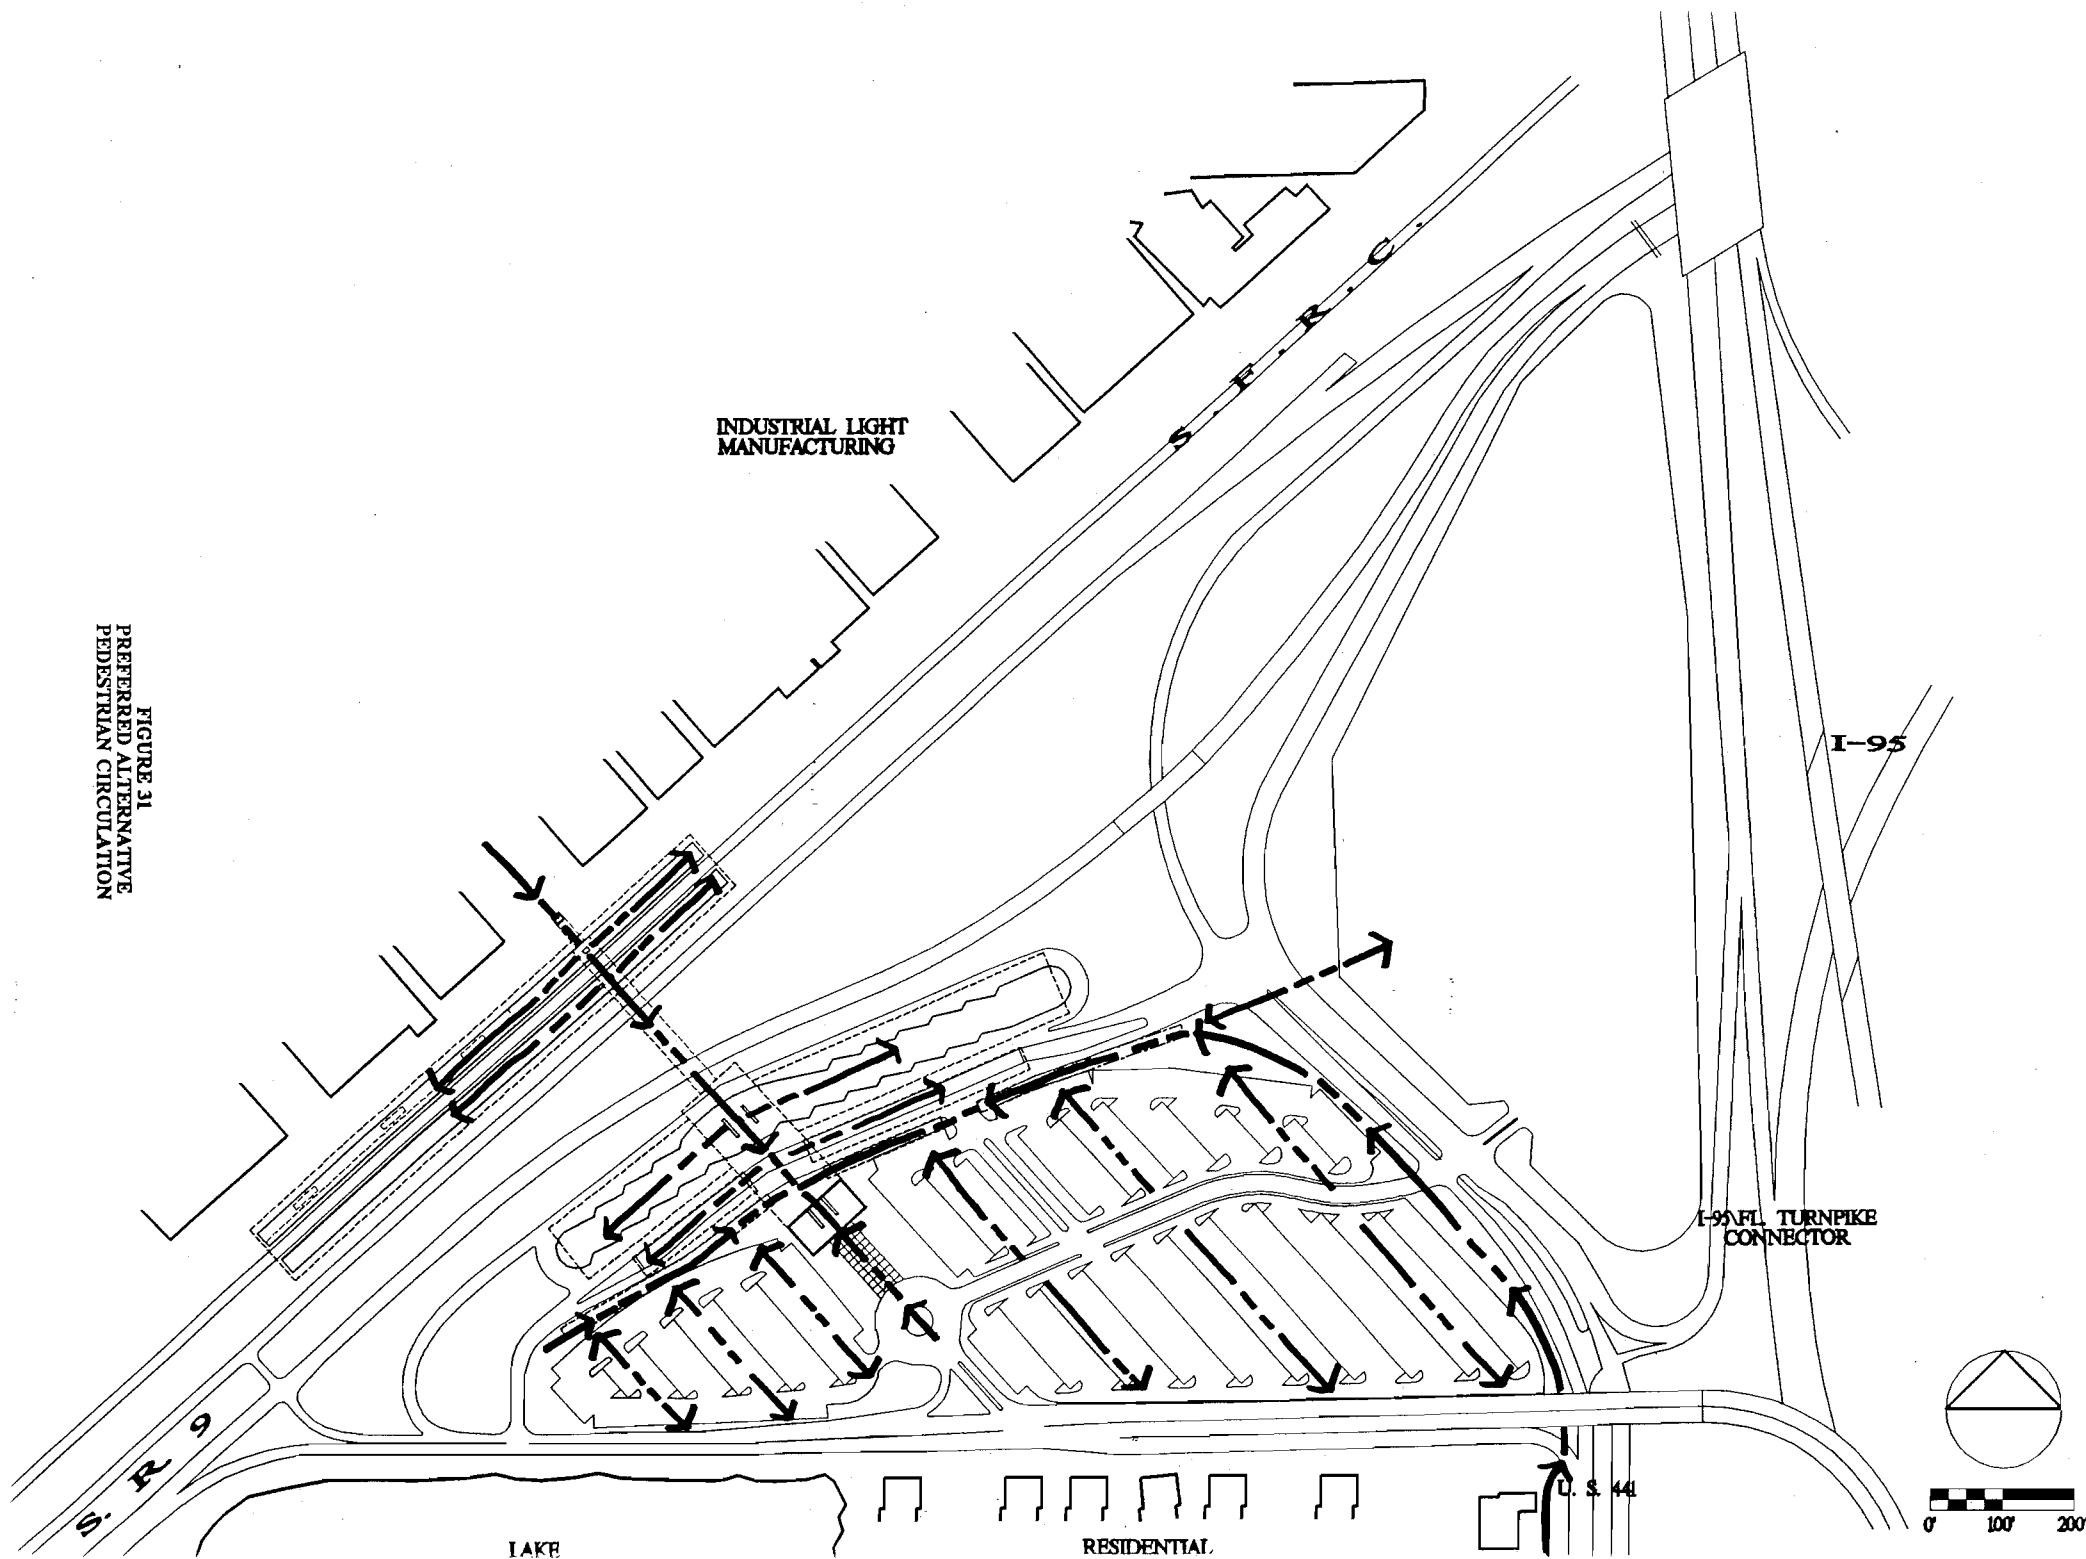 INDUSTRIAL LIGHT
MANUFACTURING
S. F. R. C.
FIGURE 31
PREFERRED ALTERNATIVE
PEDESTRIAN CIRCULATION
I-95
I-95\FL. TURNPIKE
CONNECTOR
S. R 9
U. S. 441
LAKE
RESIDENTIAL
0' 100' 200'